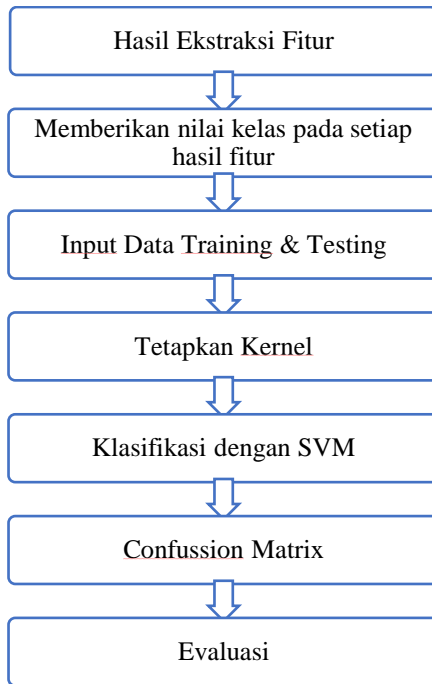 Hasil Ekstraksi Fitur
Memberikan nilai kelas pada setiap
hasil fitur
Input Data Training & Testing
Tetapkan Kernel
Klasifikasi dengan SVM
Confussion Matrix
Evaluasi